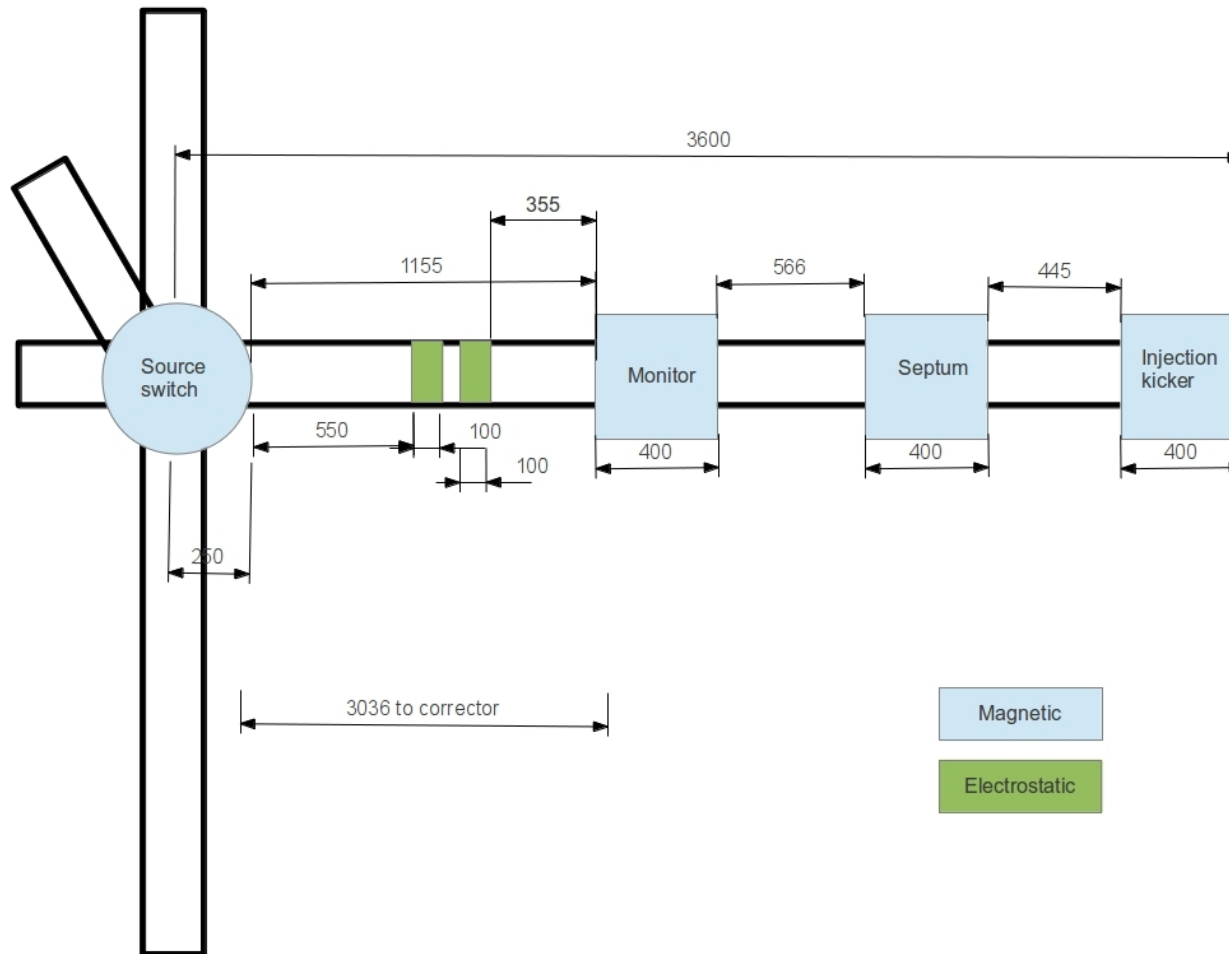 3600
355
1155
566
445
Source
switch
Monitor
Septum
Injection
kicker
550
100
100
400
400
400
250
3036 to corrector
Magnetic
Electrostatic